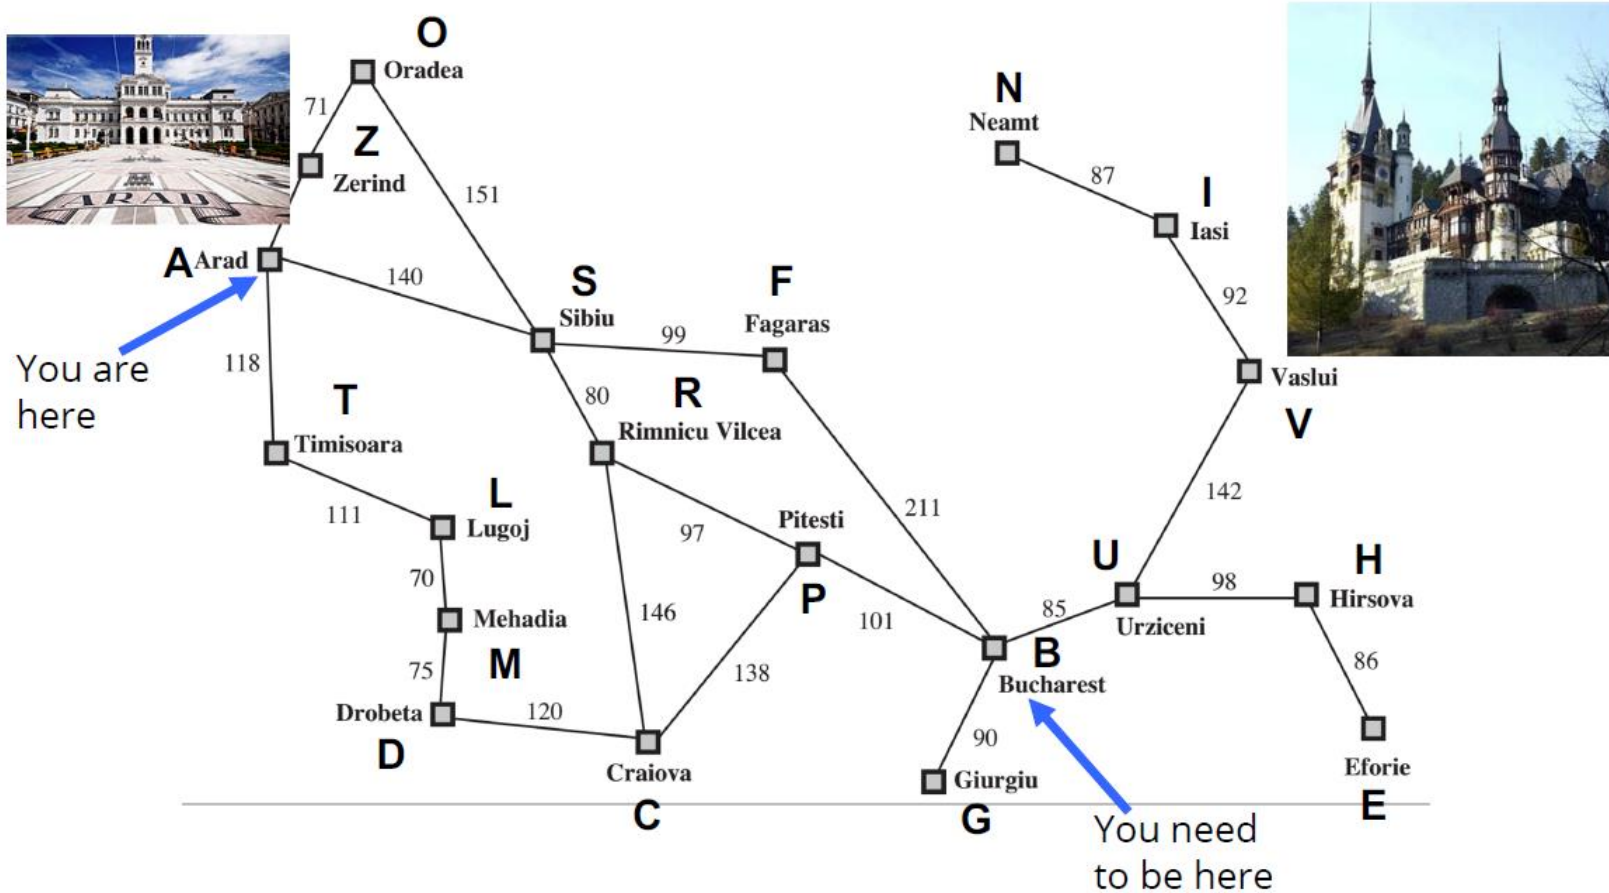 O
Oradea
71
Z
Zerind
151
ARAD
A
Arad
140
S
Sibiu
99
F
Fagaras
118
80
You are
here
T
Timisoara
R
Rimnicu Vilcea
111
L
Lugoj
97
Pitesti
P
211
70
Mehadia
M
146
101
75
138
Drobeta
D
120
Craiova
C
N
Neamt
87
I
Iasi
92
Vaslui
V
142
U
Urziceni
85
98
H
Hirsova
B
Bucharest
86
90
Giurgiu
G
Eforie
E
You need
to be here